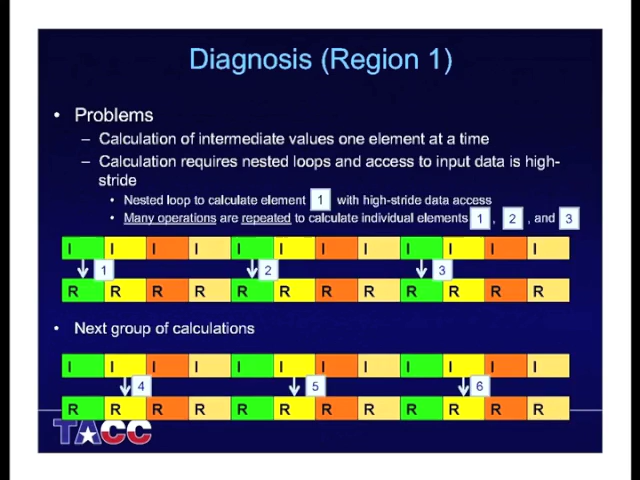 Diagnosis (Region 1)
• Problems
– Calculation of intermediate values one element at a time
– Calculation requires nested loops and access to input data is high-
stride
• Nested loop to calculate element 1 with high-stride data access
• Many operations are repeated to calculate individual elements 1 , 2 , and 3
I I I I I I I I I I I I
1 2 3
R R R R R R R R R R R R
• Next group of calculations
I I I I I I I I I I I I
4 5 6
R R R R R R R R R R R R
TACC